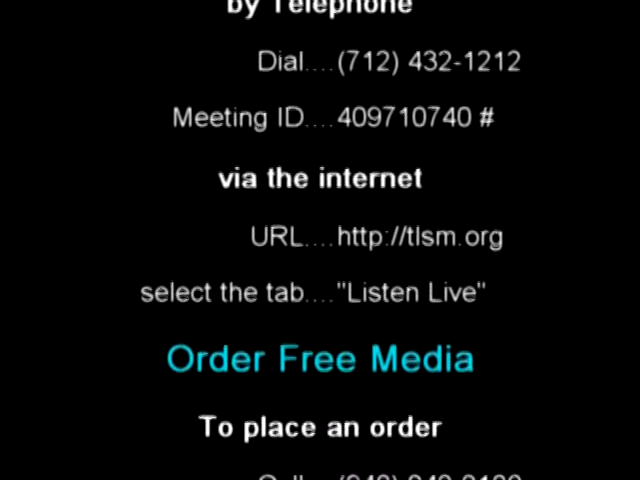 by Telephone
Dial....(712) 432-1212
Meeting ID....409710740 #
via the internet
URL....http://tlsm.org
select the tab...."Listen Live"
Order Free Media
To place an order